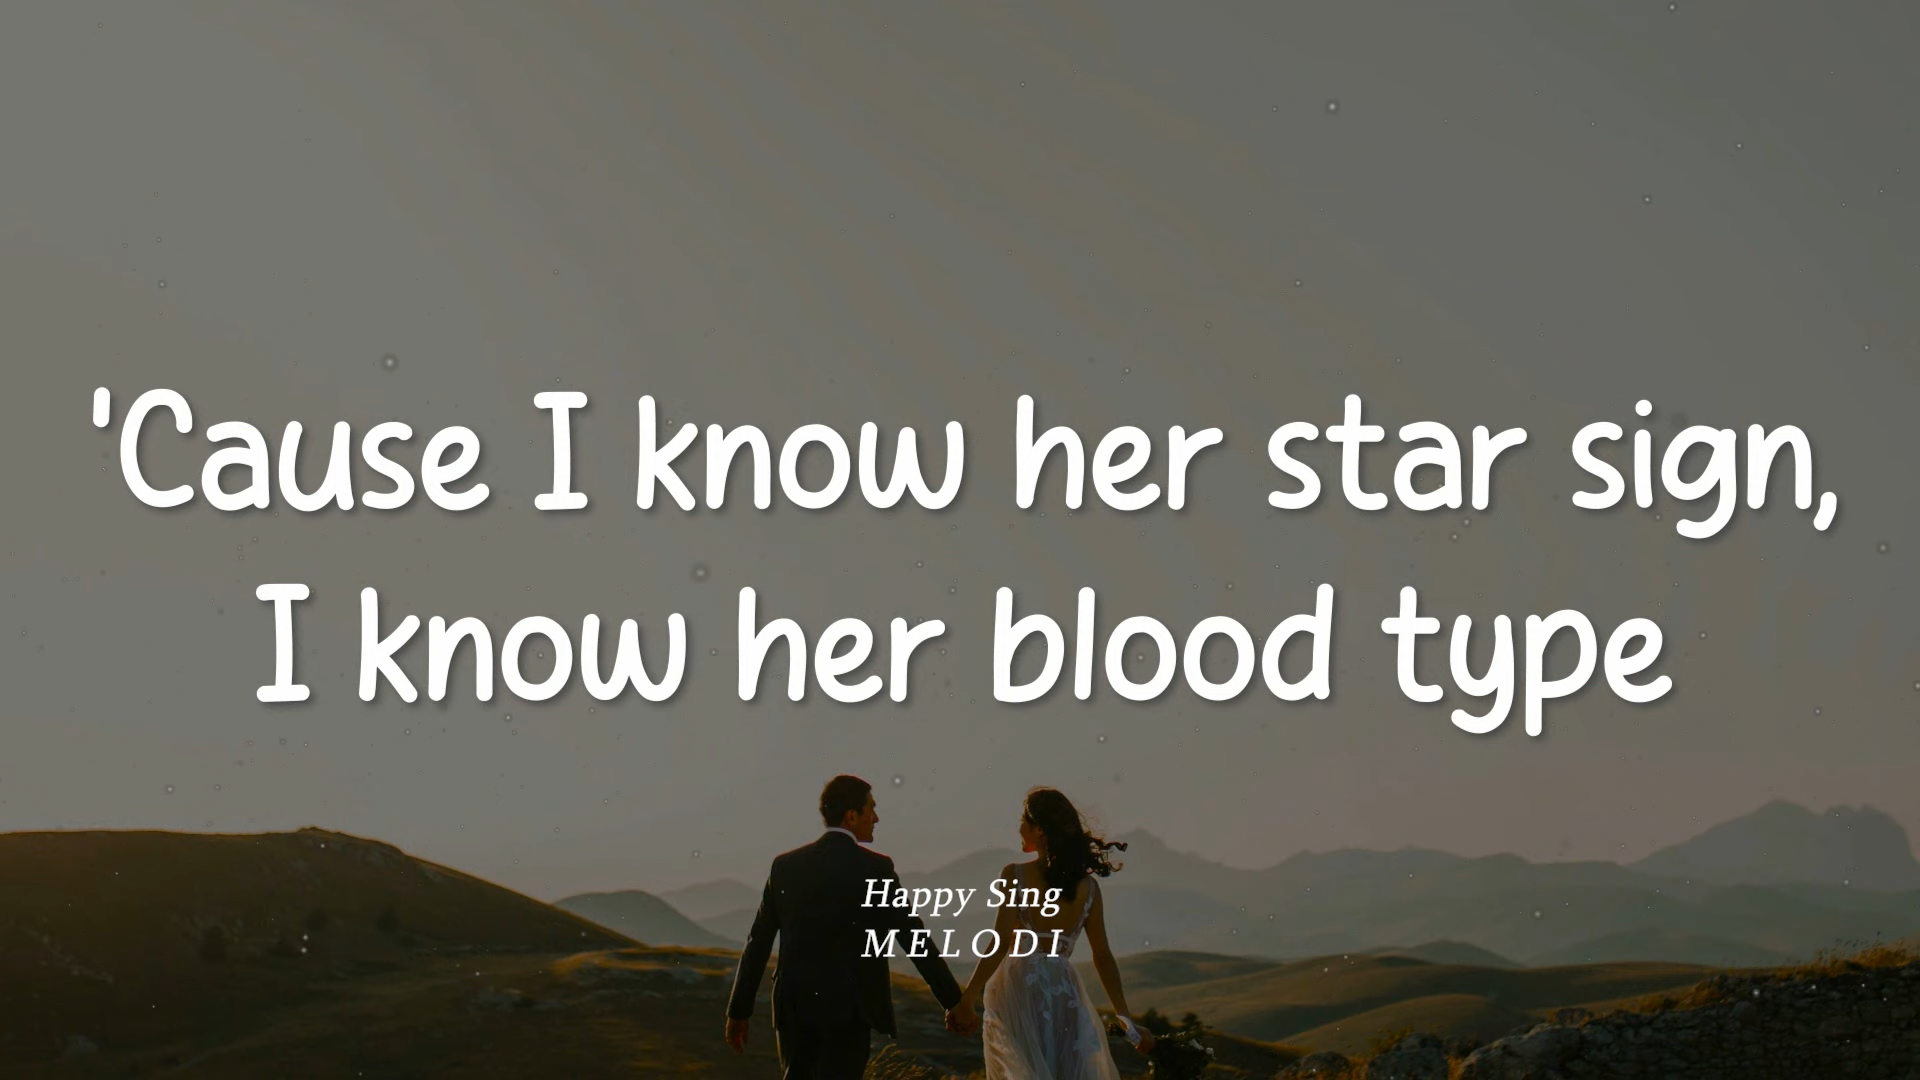 'Cause I know her star sign,
I know her blood type
Happy Sing
MELODI